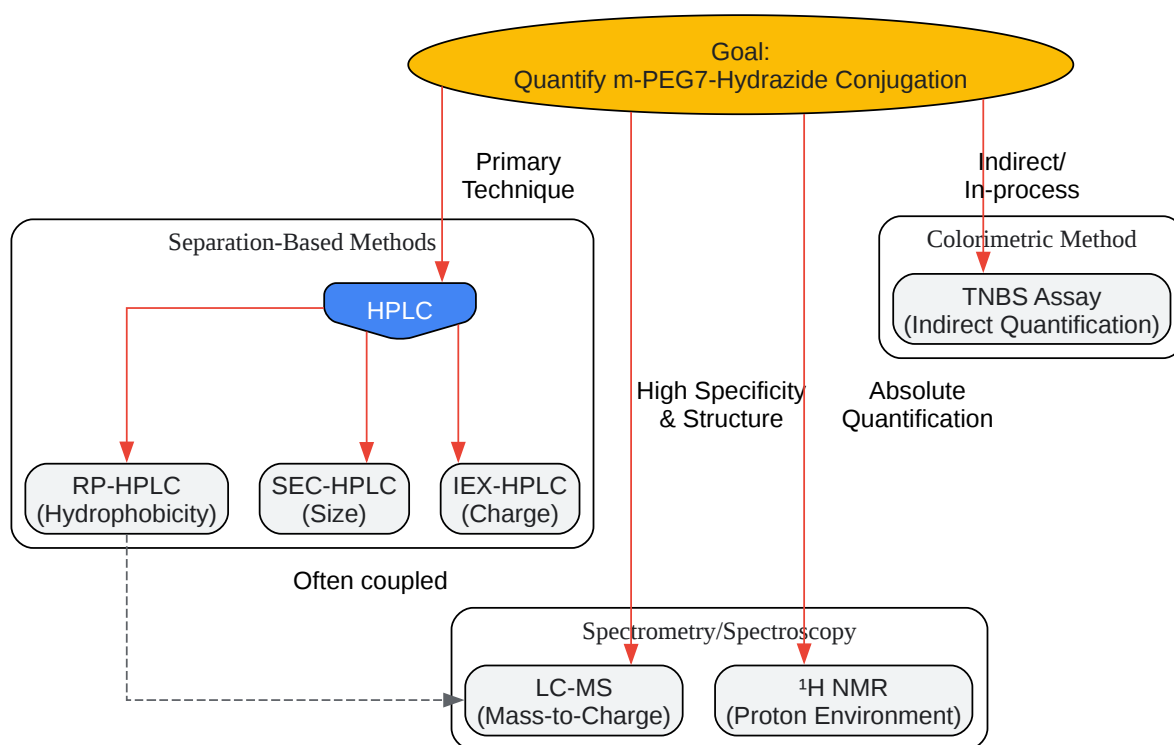 Goal:
Quantify m-PEG7-Hydrazide Conjugation
Primary
Technique
Indirect/
In-process
Separation-Based Methods
Colorimetric Method
HPLC
TNBS Assay
(Indirect Quantification)
High Specificity
& Structure
Absolute
Quantification
RP-HPLC
(Hydrophobicity)
SEC-HPLC
(Size)
IEX-HPLC
(Charge)
Often coupled
Spectrometry/Spectroscopy
LC-MS
(Mass-to-Charge)
¹H NMR
(Proton Environment)